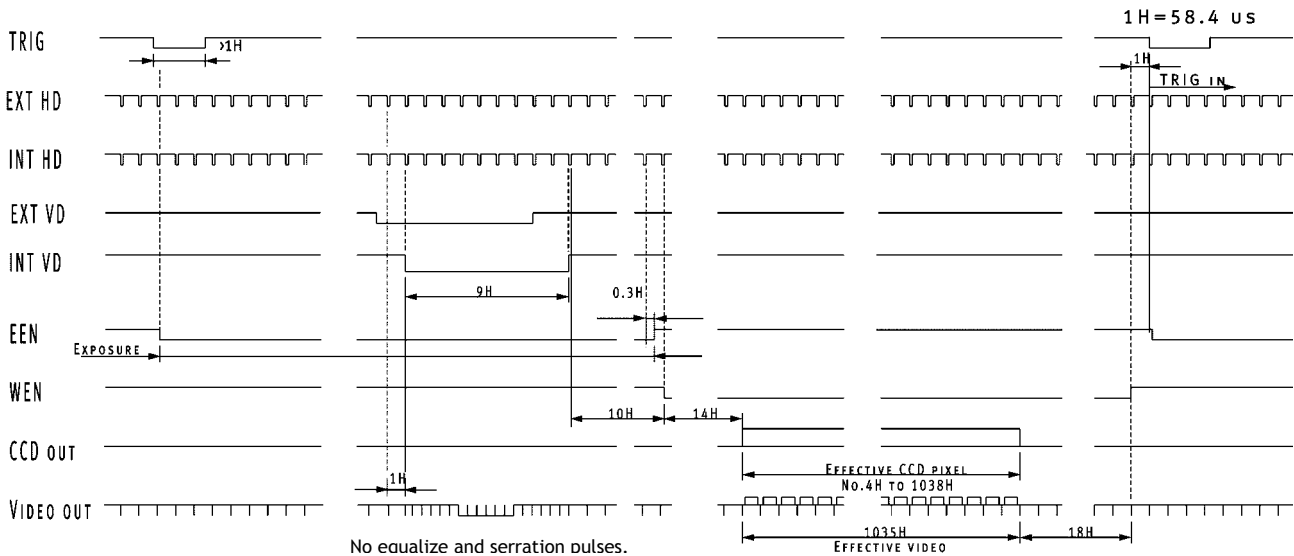 1H=58.4 us
TRIG
>1H
1H
TRIG IN
EXT HD
INT HD
EXT VD
INT VD
9H
0.3H
EEN
EXPOSURE
WEN
10H
14H
CCD OUT
EFFECTIVE CCD PIXEL
No.4H TO 1038H
1H
VIDEO OUT
1035H
18H
EFFECTIVE VIDEO
No equalize and serration pulses.